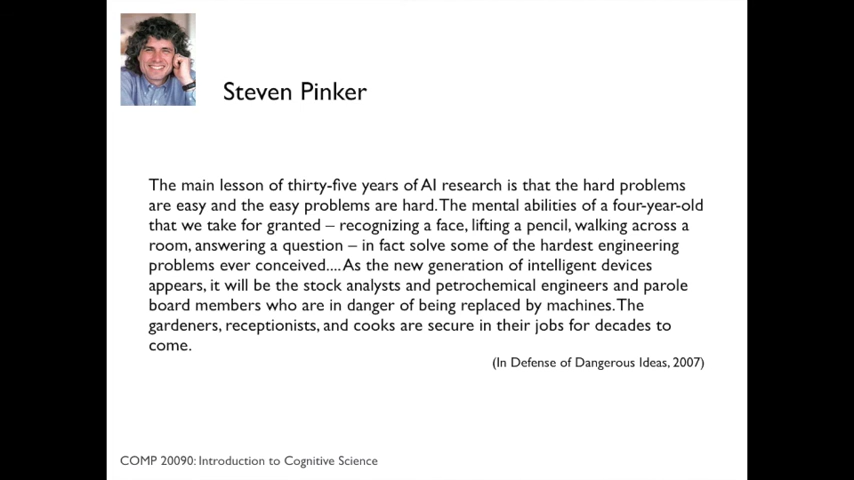 Steven Pinker
The main lesson of thirty-five years of AI research is that the hard problems
are easy and the easy problems are hard. The mental abilities of a four-year-old
that we take for granted – recognizing a face, lifting a pencil, walking across a
room, answering a question – in fact solve some of the hardest engineering
problems ever conceived.... As the new generation of intelligent devices
appears, it will be the stock analysts and petrochemical engineers and parole
board members who are in danger of being replaced by machines. The
gardeners, receptionists, and cooks are secure in their jobs for decades to
come.
(In Defense of Dangerous Ideas, 2007)
COMP 20090: Introduction to Cognitive Science